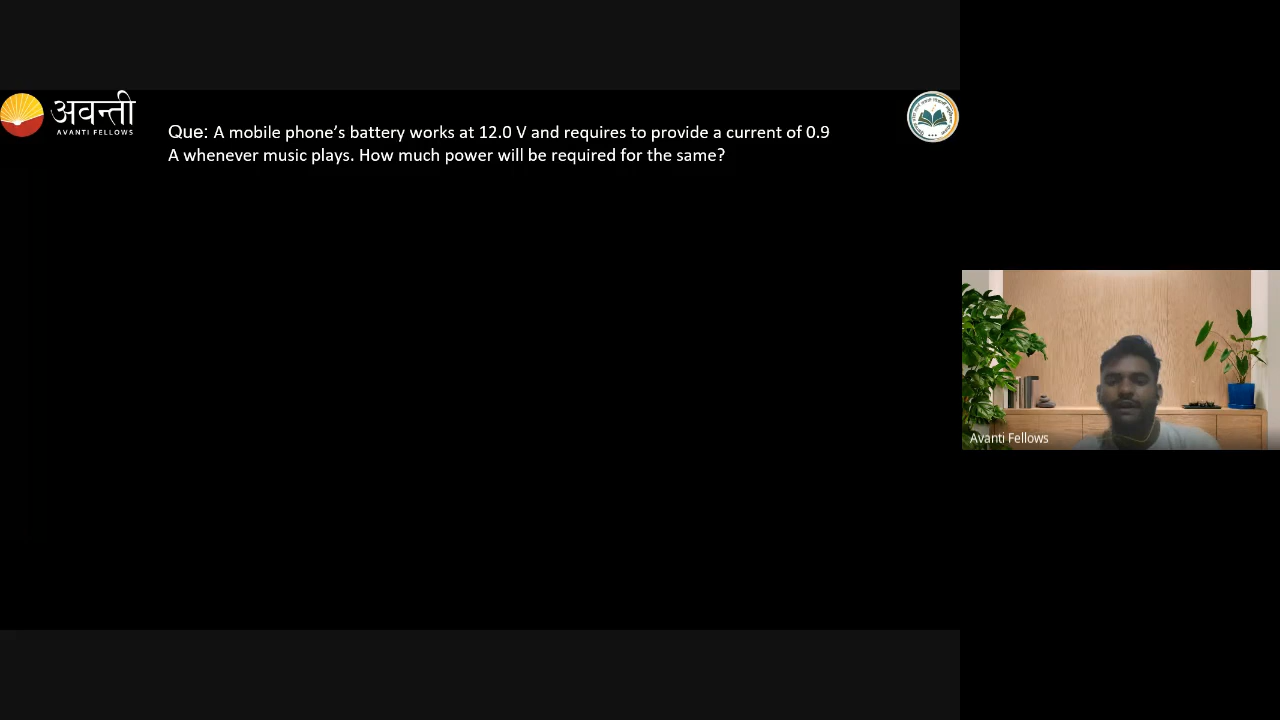 अवन्ती
AVANTI FELLOWS
Que: A mobile phone’s battery works at 12.0 V and requires to provide a current of 0.9
A whenever music plays. How much power will be required for the same?
Avanti Fellows